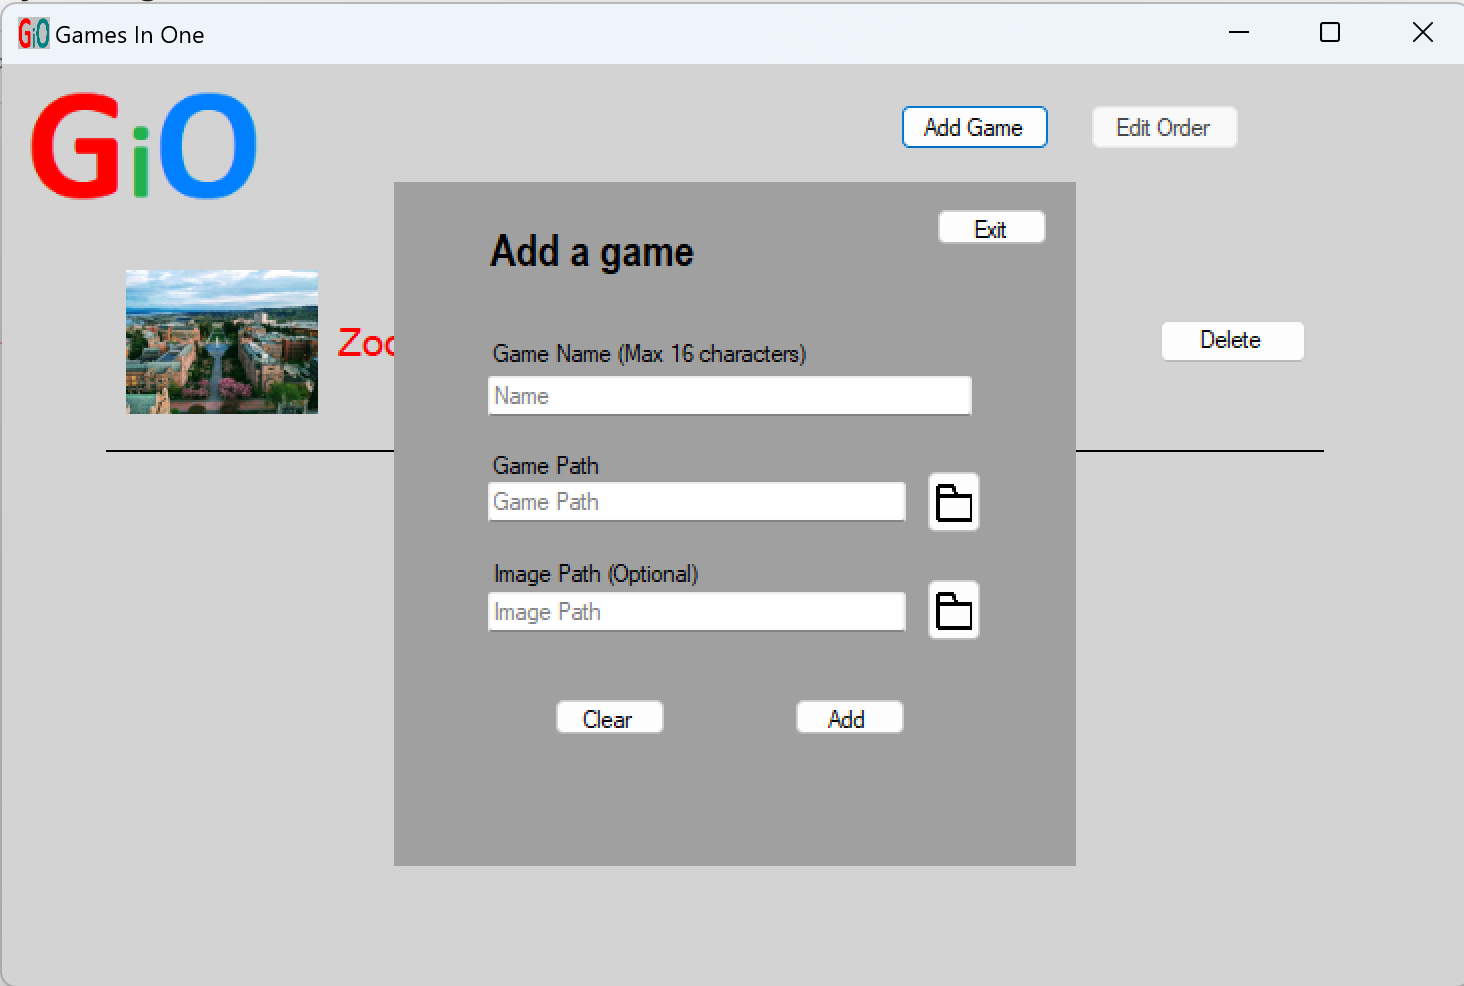 GiO Games In One
GiO
Add Game
Edit Order
Exit
Add a game
Delete
Game Name (Max 16 characters)
Name
Game Path
Game Path
Image Path (Optional)
Image Path
Clear
Add